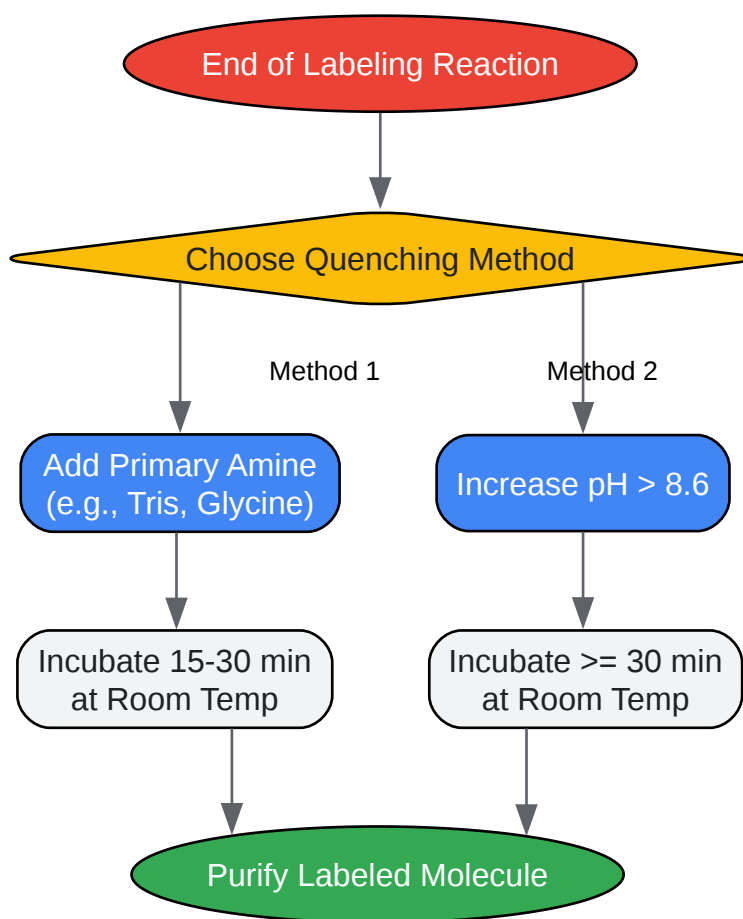 End of Labeling Reaction
Choose Quenching Method
Method 1
Method 2
Add Primary Amine
(e.g., Tris, Glycine)
Increase pH > 8.6
Incubate 15-30 min
at Room Temp
Incubate >= 30 min
at Room Temp
Purify Labeled Molecule